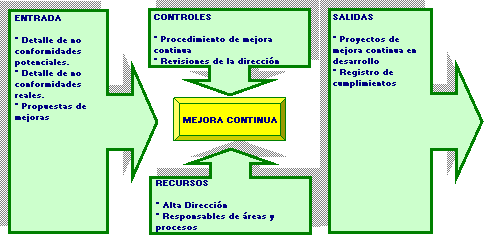 ENTRADA
* Detalle de no
conformidades
potenciales.
* Detalle de no
conformidades
reales.
* Propuestas de
mejoras
CONTROLES
* Procedimiento de mejora
continua
* Revisiones de la dirección
MEJORA CONTINUA
RECURSOS
* Alta Dirección
* Responsables de áreas y
procesos
SALIDAS
* Proyectos de
mejora continua en
desarrollo
* Registro de
cumplimientos